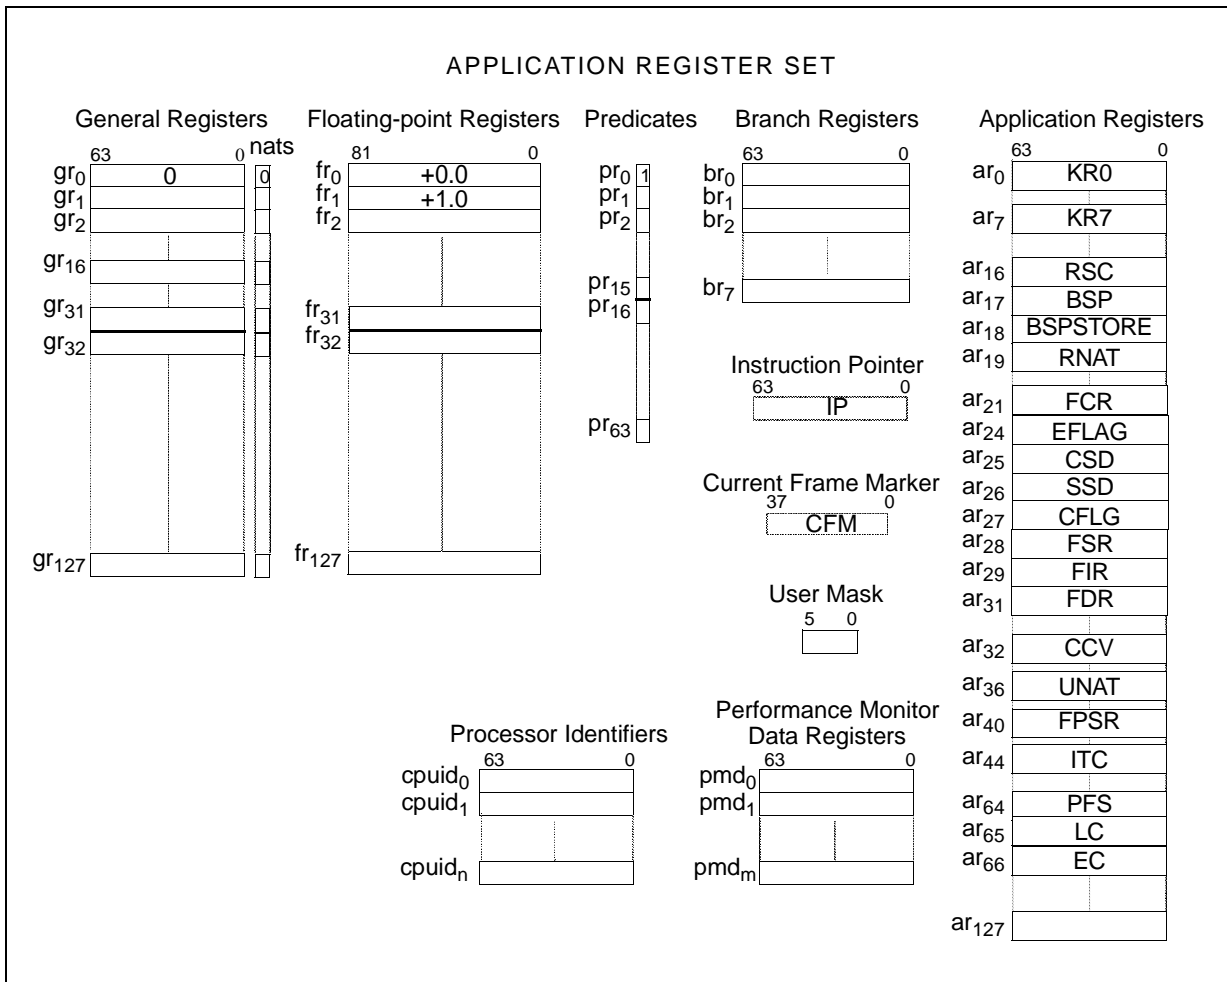 APPLICATION REGISTER SET
General Registers
nats
63 0
gr0 0 0
gr1
gr2
gr16
gr31
gr32
gr127
Floating-point Registers
81 0
fr0 +0.0
fr1 +1.0
fr2
fr31
fr32
fr127
Predicates
pr0 1
pr1
pr2
pr15
pr16
pr63
Branch Registers
63 0
br0
br1
br2
br7
Instruction Pointer
63 0
IP
Current Frame Marker
37 0
CFM
User Mask
5 0
Processor Identifiers
63 0
cpuid0
cpuid1
cpuidn
Performance Monitor
Data Registers
63 0
pmd0
pmd1
pmdm
Application Registers
63 0
ar0 KR0
ar7 KR7
ar16 RSC
ar17 BSP
ar18 BSPSTORE
ar19 RNAT
ar21 FCR
ar24 EFLAG
ar25 CSD
ar26 SSD
ar27 CFLG
ar28 FSR
ar29 FIR
ar31 FDR
ar32 CCV
ar36 UNAT
ar40 FPSR
ar44 ITC
ar64 PFS
ar65 LC
ar66 EC
ar127